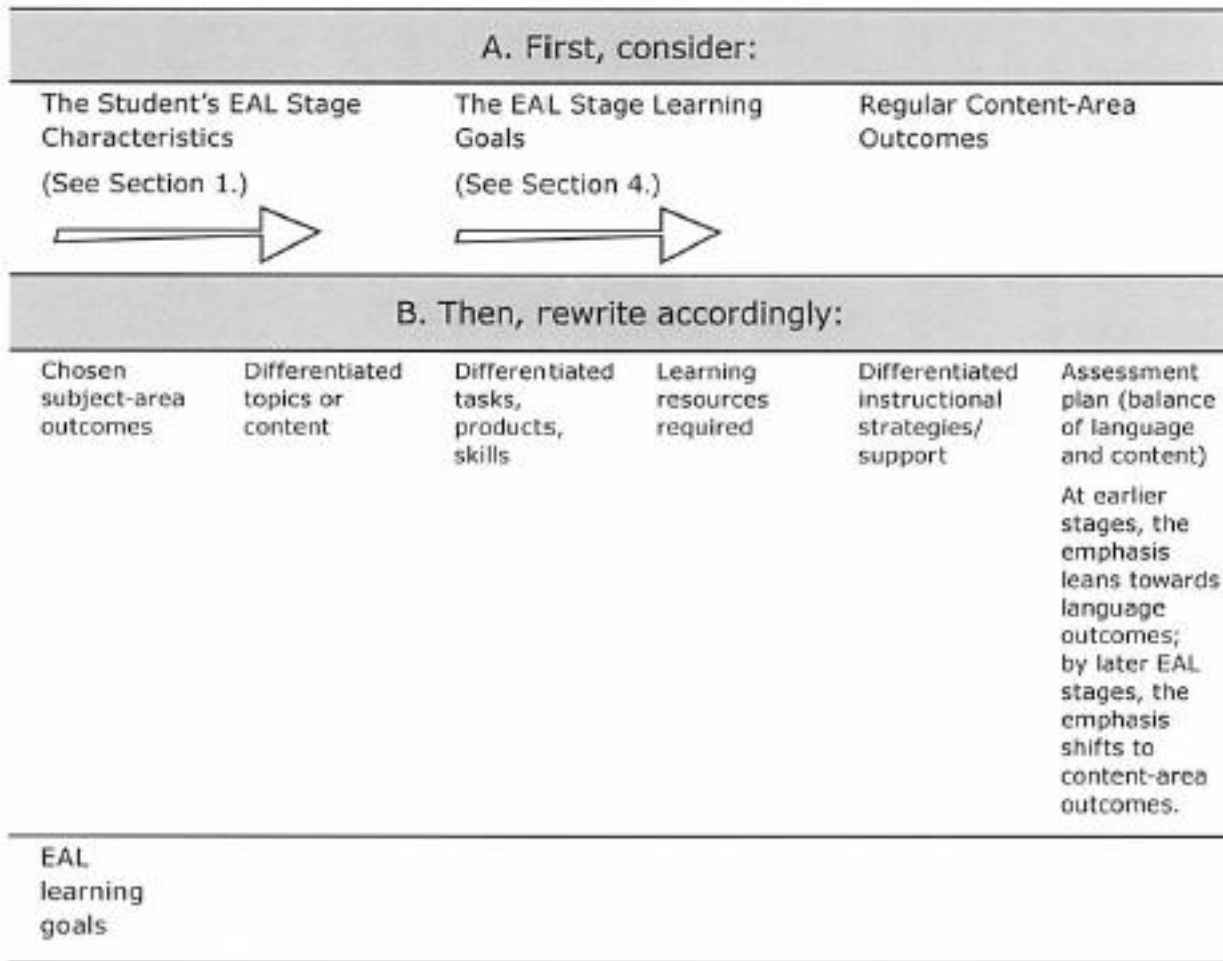 A. First, consider:
The Student's EAL Stage
Characteristics
(See Section 1.)
The EAL Stage Learning
Goals
(See Section 4.)
Regular Content-Area
Outcomes
B. Then, rewrite accordingly:
Chosen
subject-area
outcomes
Differentiated
topics or
content
Differentiated
tasks,
products,
skills
Learning
resources
required
Differentiated
instructional
strategies/
support
Assessment
plan (balance
of language
and content)
At earlier
stages, the
emphasis
leans towards
language
outcomes;
by later EAL
stages, the
emphasis
shifts to
content-area
outcomes.
EAL
learning
goals